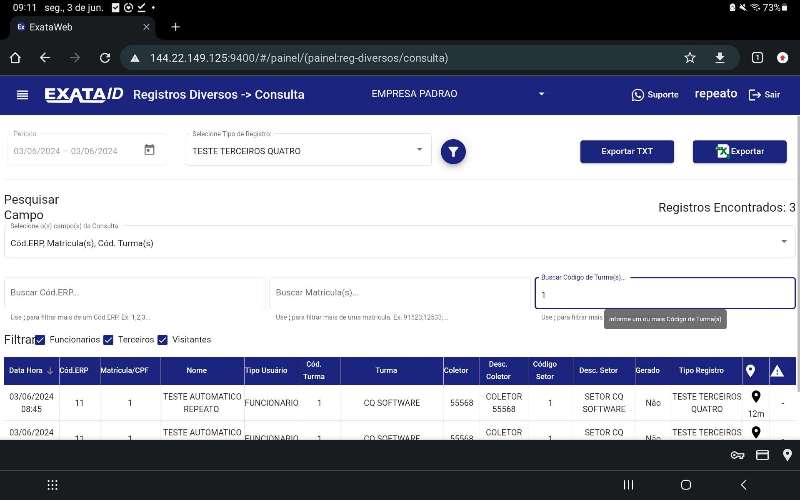 09:11 seg., 3 de jun.
73%
ExataWeb
144.22.149.125:9400/#/painel/(painel:reg-diversos/consulta)
1
EXATAID
Registros Diversos -> Consulta
EMPRESA PADRAO
Suporte
repeato
Sair
Período
03/06/2024 – 03/06/2024
Selecione Tipo de Registro:
TESTE TERCEIROS QUATRO
Exportar TXT
Exportar
Pesquisar
Campo
Registros Encontrados: 3
Selecione o(s) campo(s) da Consulta
Cód.ERP, Matrícula(s), Cód. Turma(s)
Buscar Cód.ERP...
Buscar Matrícula(s)...
Buscar Código de Turma(s)...
1
Use ; para filtrar mais de um Cód.ERP. Ex: 1;2;3...
Use ; para filtrar mais de uma matrícula. Ex: 91523;12533;...
Use ; para filtrar mais
Informe um ou mais Código de Turma(s)
Filtrar
Funcionarios
Terceiros
Visitantes
Data Hora
Cód.ERP
Matrícula/CPF
Nome
Tipo Usuário
Cód. Turma
Turma
Coletor
Desc. Coletor
Código Setor
Desc. Setor
Gerado
Tipo Registro
03/06/2024 08:45
11
1
TESTE AUTOMATICO REPEATO
FUNCIONARIO
1
CQ SOFTWARE
55568
COLETOR 55568
1
SETOR CQ SOFTWARE
Não
TESTE TERCEIROS QUATRO
12m
-
03/06/2024
11
1
TESTE AUTOMATICO
FUNCIONARIO
1
CQ SOFTWARE
55568
COLETOR
1
SETOR CQ
Não
TESTE TERCEIROS
-